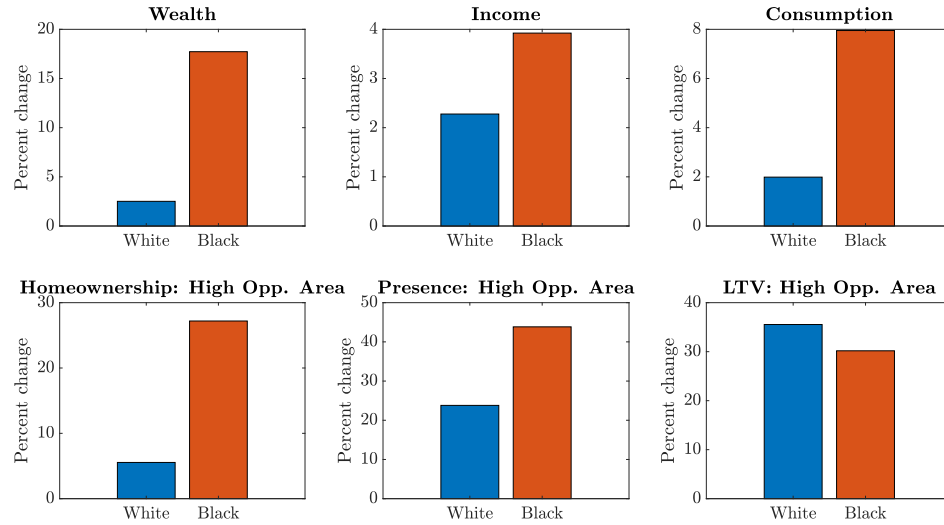 Wealth
Percent change
20
15
10
5
0
White Black
Income
Percent change
4
3
2
1
0
White Black
Consumption
Percent change
8
6
4
2
0
White Black
Homeownership: High Opp. Area
Percent change
30
20
10
0
White Black
Presence: High Opp. Area
Percent change
50
40
30
20
10
0
White Black
LTV: High Opp. Area
Percent change
40
30
20
10
0
White Black